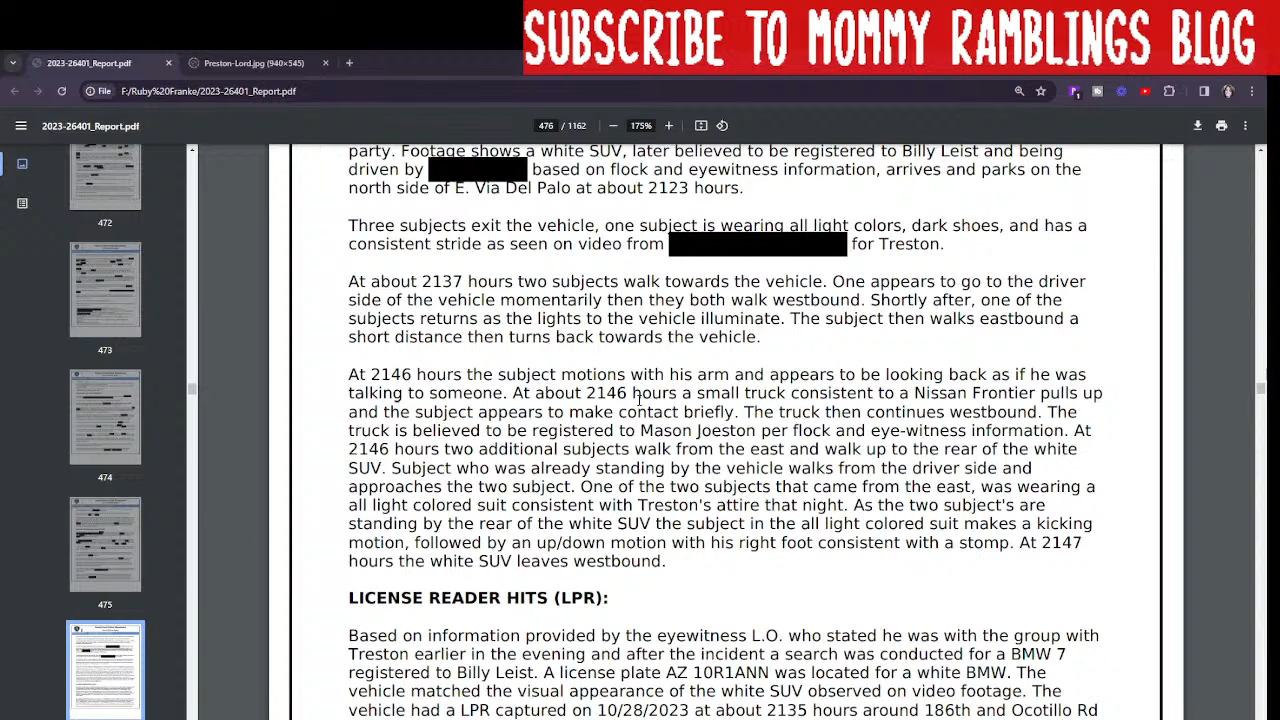 SUBSCRIBE TO MOMMY RAMBLINGS BLOG
2023-26401_Report.pdf
Preston-Lord.jpg (940×545)
File
F:/Ruby%20Franke/2023-26401_Report.pdf
2023-26401_Report.pdf
476 / 1162
175%
party. Footage shows a white SUV, later believed to be registered to Billy Leist and being
driven by
based on flock and eyewitness information, arrives and parks on the
north side of E. Via Del Palo at about 2123 hours.
Three subjects exit the vehicle, one subject is wearing all light colors, dark shoes, and has a
consistent stride as seen on video from
for Treston.
At about 2137 hours two subjects walk towards the vehicle. One appears to go to the driver
side of the vehicle momentarily then they both walk westbound. Shortly after, one of the
subjects returns as the lights to the vehicle illuminate. The subject then walks eastbound a
short distance then turns back towards the vehicle.
At 2146 hours the subject motions with his arm and appears to be looking back as if he was
talking to someone. At about 2146 hours a small truck consistent to a Nissan Frontier pulls up
and the subject appears to make contact briefly. The truck then continues westbound. The
truck is believed to be registered to Mason Joeston per flock and eye-witness information. At
2146 hours two additional subjects walk from the east and walk up to the rear of the white
SUV. Subject who was already standing by the vehicle walks from the driver side and
approaches the two subject. One of the two subjects that came from the east, was wearing a
all light colored suit consistent with Treston's attire that night. As the two subject's are
standing by the rear of the white SUV the subject in the all light colored suit makes a kicking
motion, followed by an up/down motion with his right foot consistent with a stomp. At 2147
hours the white SUV leaves westbound.
LICENSE READER HITS (LPR):
by the eyewitness
stated he was with the group with
earlier in the evening and after the incident a search was conducted for a BMW 7
registered to Billy Leist. A license plate AZ 10R1ANN was located for a white BMW. The
vehicle matched the visual appearance of the white SUV observed on video footage. The
vehicle had a LPR captured on 10/28/2023 at about 2135 hours around 186th and Ocotillo Rd
472
473
474
475